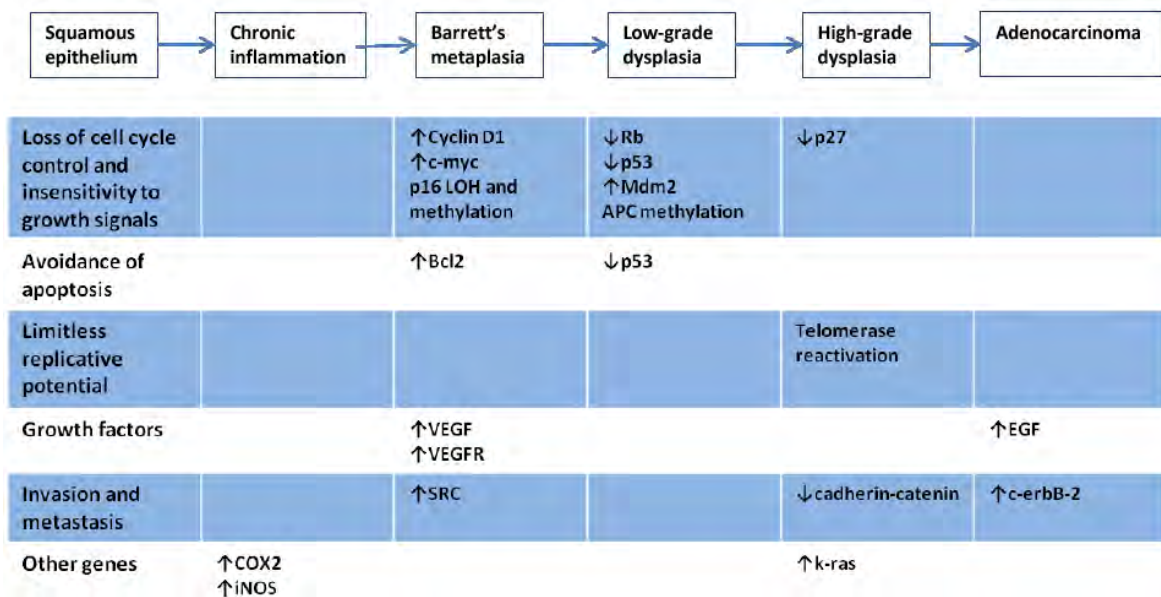 Squamous
epithelium
Chronic
inflammation
Barrett's
metaplasia
Low-grade
dysplasia
High-grade
dysplasia
Adenocarcinoma
Loss of cell cycle
control and
insensitivity to
growth signals
↑Cyclin D1
↑c-myc
p16 LOH and
methylation
↓Rb
↓p53
↑Mdm2
APC methylation
↓p27
Avoidance of
apoptosis
↑Bcl2
↓p53
Limitless
replicative
potential
Telomerase
reactivation
Growth factors
↑VEGF
↑VEGFR
↑EGF
Invasion and
metastasis
↑SRC
↓cadherin-catenin
↑c-erbB-2
Other genes
↑COX2
↑iNOS
↑k-ras